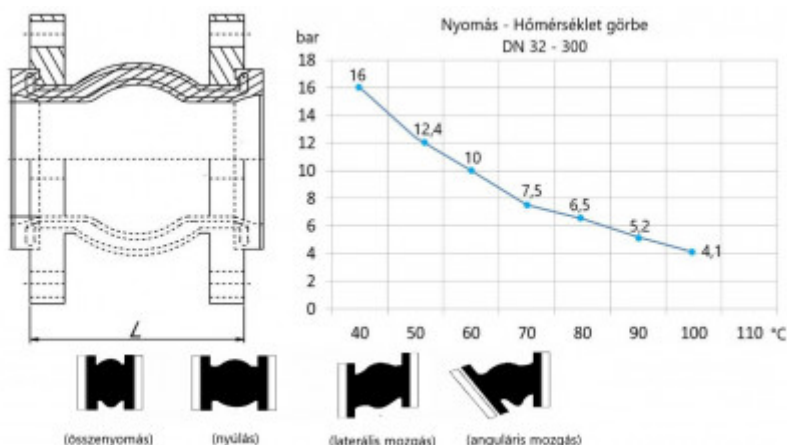 Nyomás - Hőmérséklet görbe
DN 32 - 300
bar
18
16
14
12
10
8
6
4
2
0
16
12,4
10
7,5
6,5
5,2
4,1
40 50 60 70 80 90 100 110 °C
L
(összenyomás) (nyúlás) (laterális mozgás) (anguláris mozgás)